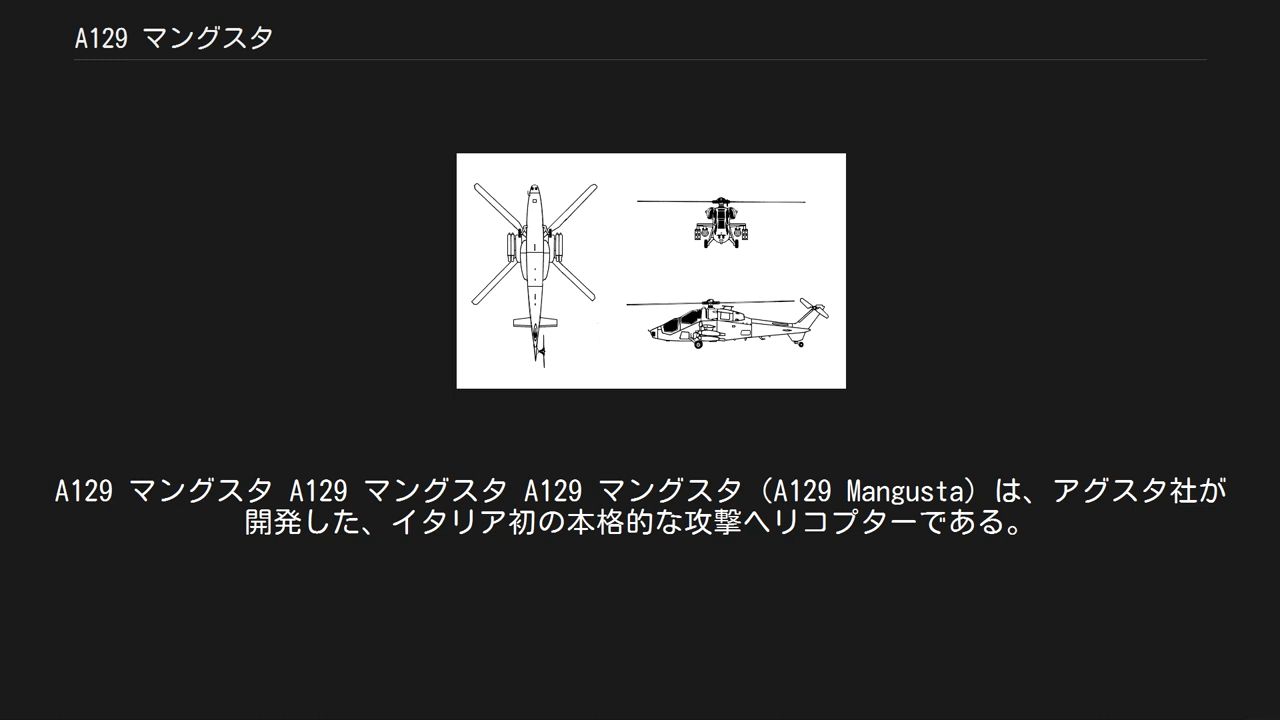 A129 マングスタ
A129 マングスタ A129 マングスタ A129 マングスタ (A129 Mangusta) は、アグスタ社が
開発した、イタリア初の本格的な攻撃ヘリコプターである。